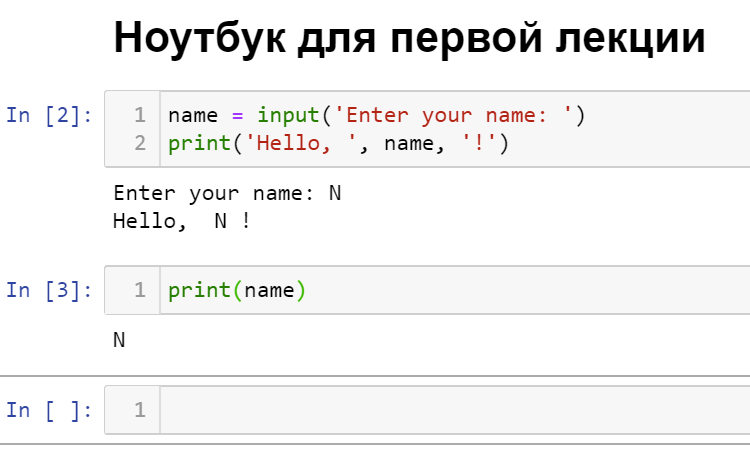 Ноутбук для первой лекции
In [2]:
1 name = input('Enter your name: ')
2 print('Hello, ', name, '!')
Enter your name: N
Hello,  N !
In [3]:
1 print(name)
N
In [ ]:
1